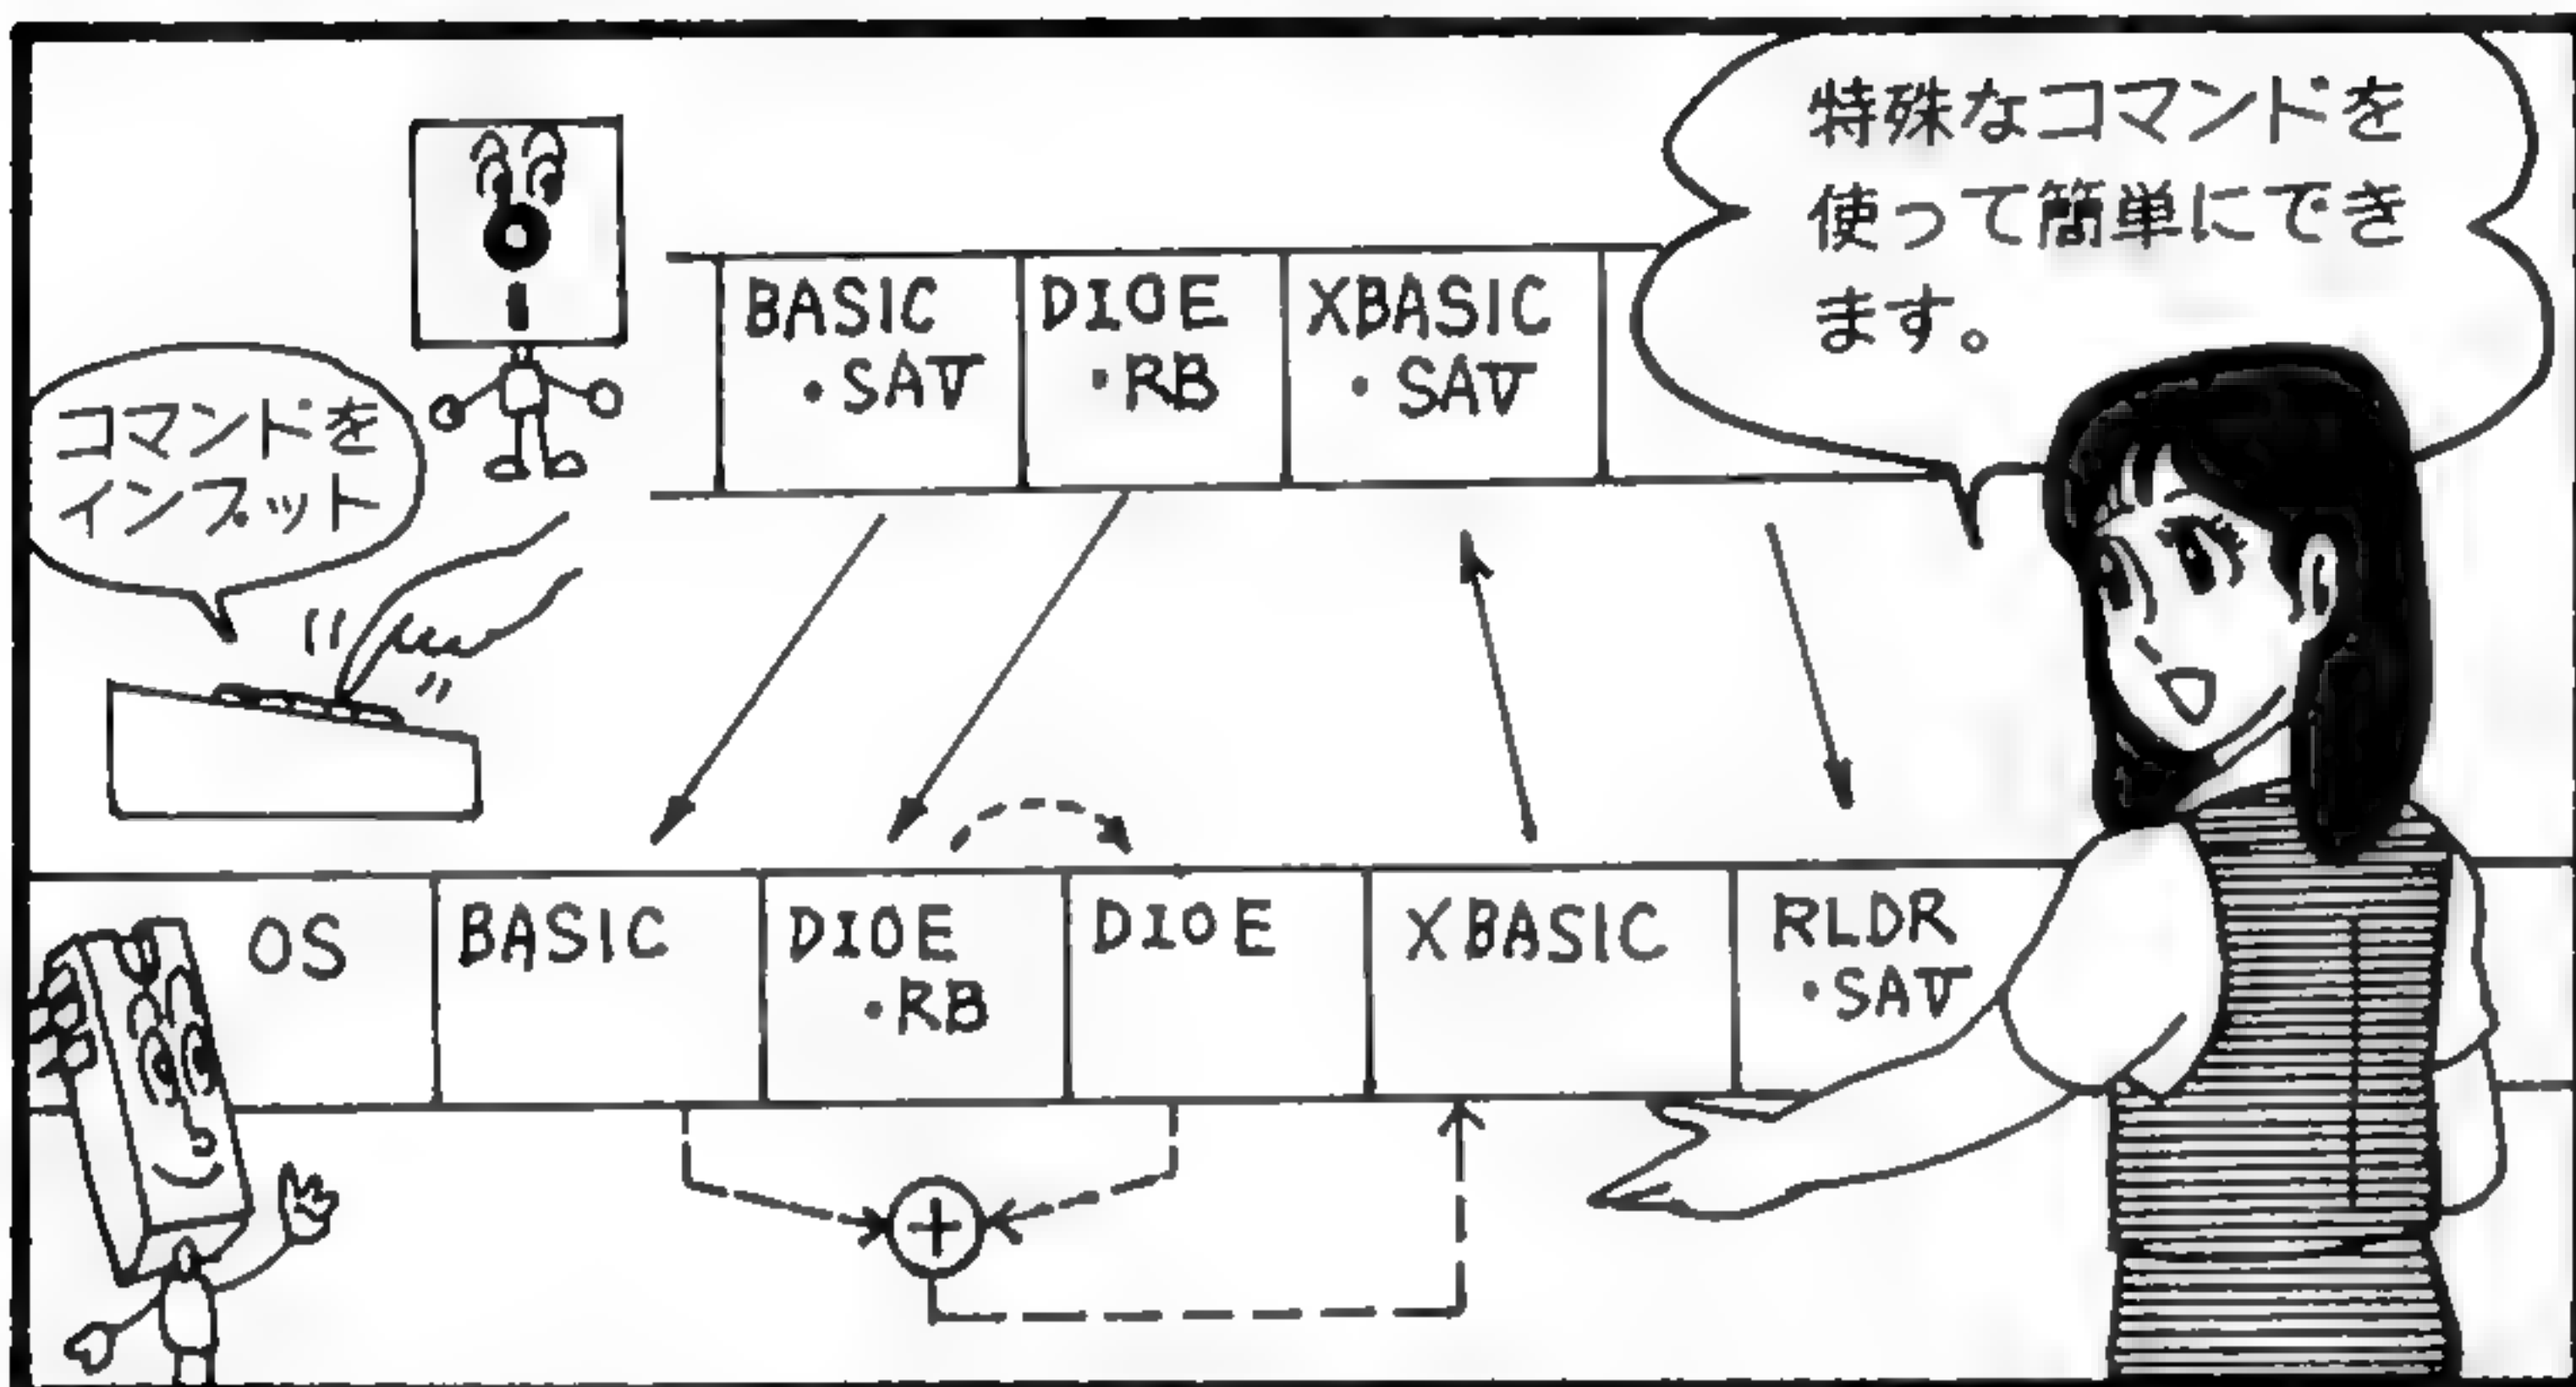 特殊なコマンドを
使って簡単にでき
ます。
コマンドを
インプット
BASIC
・SAV
DIOE
・RB
XBASIC
・SAV
OS
BASIC
DIOE
・RB
DIOE
XBASIC
RLDR
・SAV
+